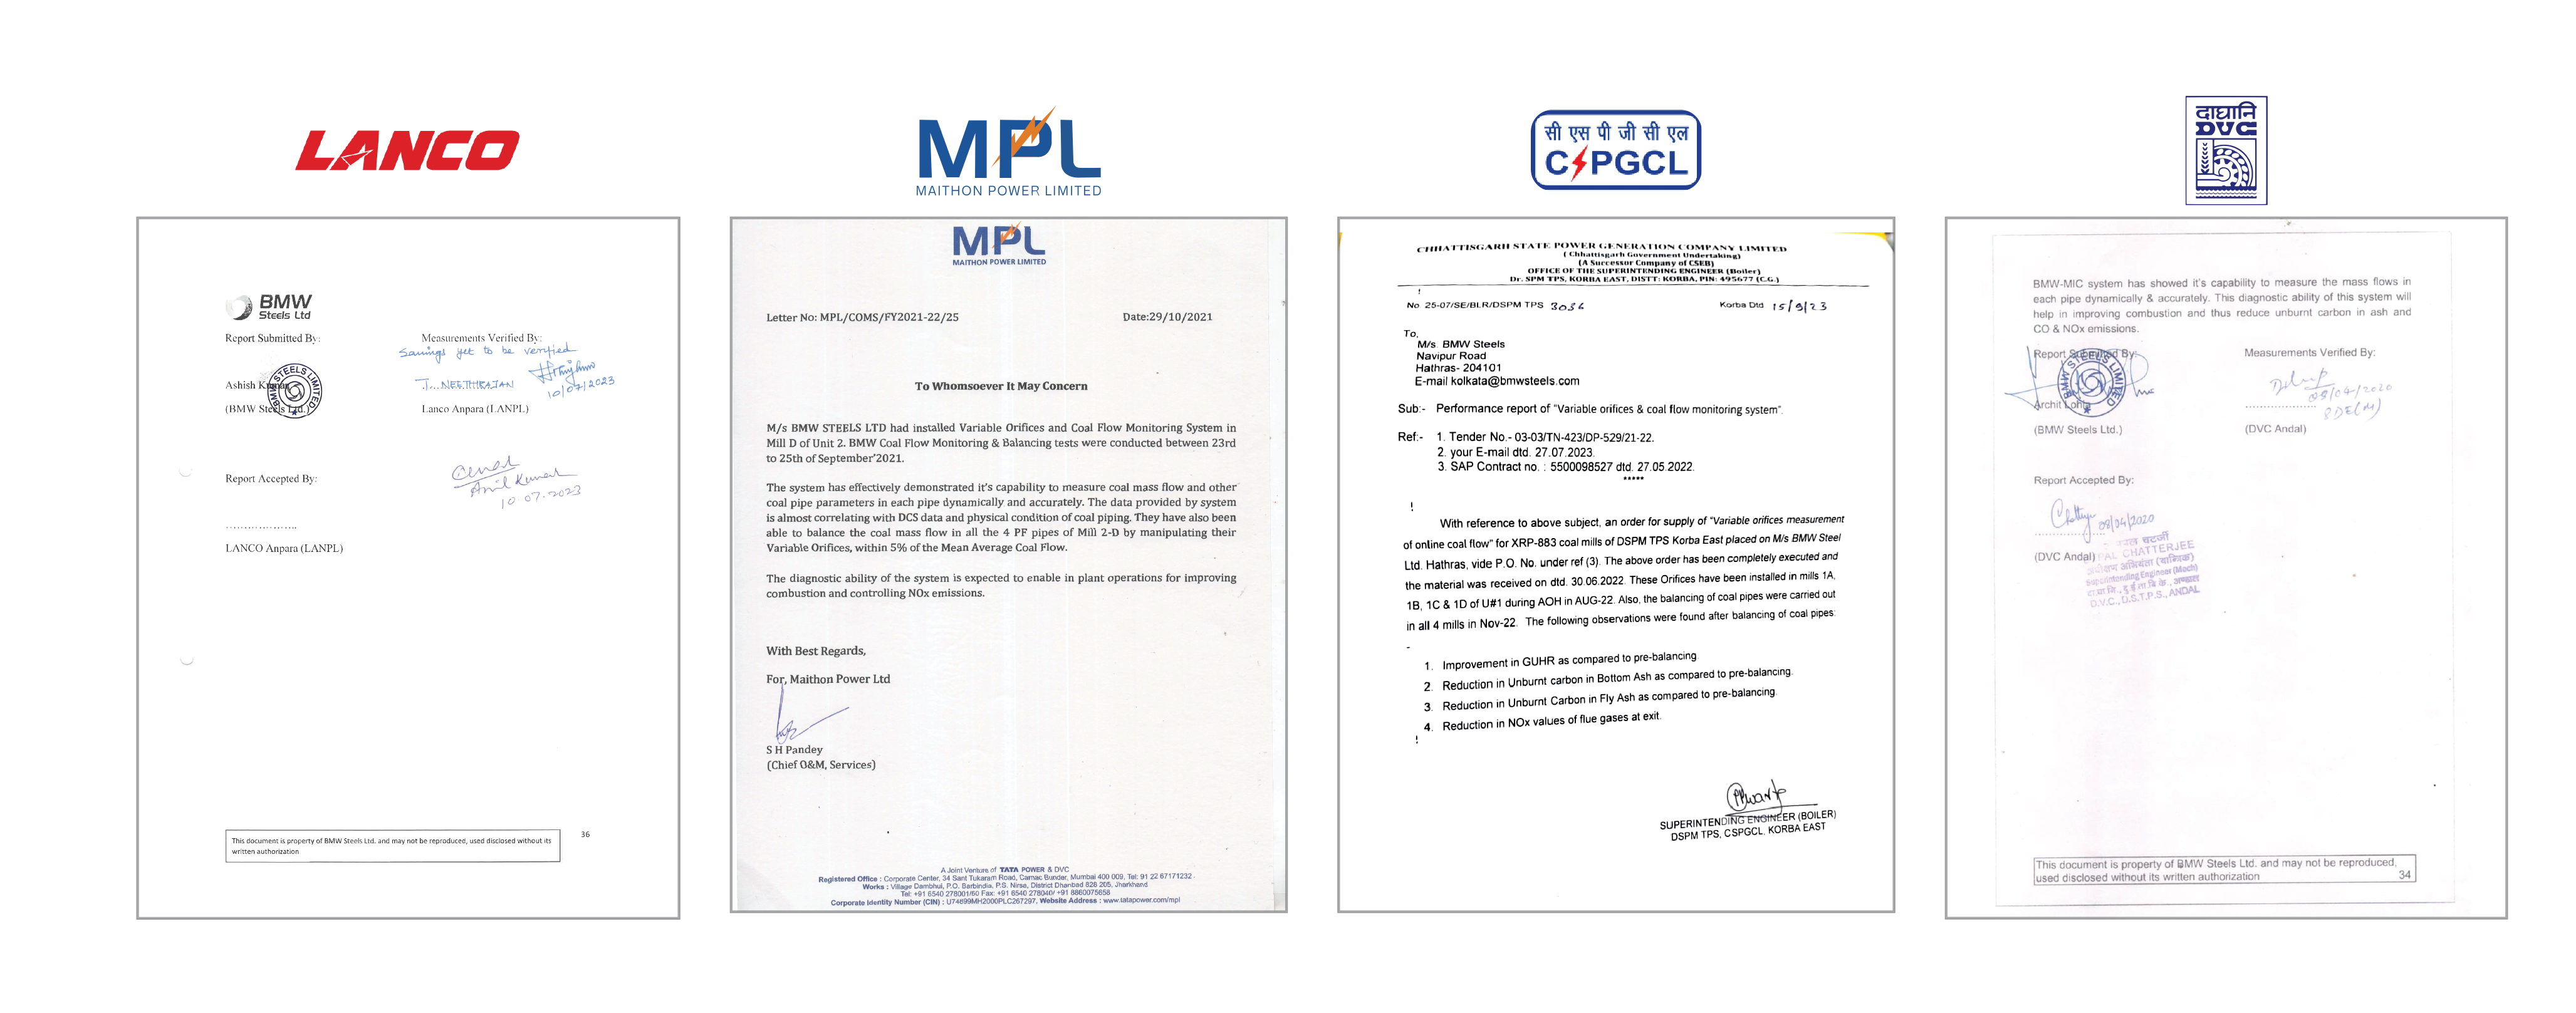 LANCO
BMW
Steels Ltd
Report Submitted By:
Measurements Verified By:
Savings yet to be verified
Ashish Kumar
BMW STEELS LIMITED
T. NEETHIRAJAN
10/07/2023
(BMW Steels Ltd.)
Lanco Anpara (LANPL)
Report Accepted By:
Anil Kumar
10.07.2023
....................
LANCO Anpara (LANPL)
36
This document is property of BMW Steels Ltd. and may not be reproduced, used disclosed without its
written authorization
MPL
MAITHON POWER LIMITED
MPL
MAITHON POWER LIMITED
Letter No: MPL/COMS/FY2021-22/25
Date:29/10/2021
To Whomsoever It May Concern
M/s BMW STEELS LTD had installed Variable Orifices and Coal Flow Monitoring System in
Mill D of Unit 2. BMW Coal Flow Monitoring & Balancing tests were conducted between 23rd
to 25th of September'2021.
The system has effectively demonstrated it's capability to measure coal mass flow and other
coal pipe parameters in each pipe dynamically and accurately. The data provided by system
is almost correlating with DCS data and physical condition of coal piping. They have also been
able to balance the coal mass flow in all the 4 PF pipes of Mill 2-D by manipulating their
Variable Orifices, within 5% of the Mean Average Coal Flow.
The diagnostic ability of the system is expected to enable in plant operations for improving
combustion and controlling NOx emissions.
With Best Regards,
For, Maithon Power Ltd
S H Pandey
(Chief O&M, Services)
A Joint Venture of TATA POWER & DVC
Registered Office : Corporate Center, 34 Sant Tukaram Road, Carnac Bunder, Mumbai 400 009, Tel: 91 22 67171232
Works : Village Dambhui, P.O. Barbindia, P.S. Nirsa, District Dhanbad 828 205, Jharkhand
Tel: +91 6540 278001/60 Fax: +91 6540 278040/ +91 8860075658
Corporate Identity Number (CIN) : U74899MH2000PLC267297, Website Address : www.tatapower.com/mpl
सी एस पी जी सी एल
CSPGCL
CHHATTISGARH STATE POWER GENERATION COMPANY LIMITED
( Chhattisgarh Government Undertaking)
(A Successor Company of CSEB)
OFFICE OF THE SUPERINTENDING ENGINEER (Boiler)
Dr. SPM TPS, KORBA EAST, DISTT: KORBA, PIN: 495677 (C.G.)
No 25-07/SE/BLR/DSPM TPS 3036
Korba Dtd 15/9/23
To,
M/s. BMW Steels
Navipur Road
Hathras- 204101
E-mail kolkata@bmwsteels.com
Sub:- Performance report of "Variable orifices & coal flow monitoring system".
Ref:- 1. Tender No.- 03-03/TN-423/DP-529/21-22.
2. your E-mail dtd. 27.07.2023.
3. SAP Contract no. : 5500098527 dtd. 27.05.2022.
*****
With reference to above subject, an order for supply of "Variable orifices measurement
of online coal flow" for XRP-883 coal mills of DSPM TPS Korba East placed on M/s BMW Steel
Ltd. Hathras, vide P.O. No. under ref (3). The above order has been completely executed and
the material was received on dtd. 30.06.2022. These Orifices have been installed in mills 1A,
1B, 1C & 1D of U#1 during AOH in AUG-22. Also, the balancing of coal pipes were carried out
in all 4 mills in Nov-22. The following observations were found after balancing of coal pipes:
1. Improvement in GUHR as compared to pre-balancing
2. Reduction in Unburnt carbon in Bottom Ash as compared to pre-balancing.
3. Reduction in Unburnt Carbon in Fly Ash as compared to pre-balancing.
4. Reduction in NOx values of flue gases at exit.
SUPERINTENDING ENGINEER (BOILER)
DSPM TPS, CSPGCL, KORBA EAST
दाघानि
DVC
BMW-MIC system has showed it's capability to measure the mass flows in
each pipe dynamically & accurately. This diagnostic ability of this system will
help in improving combustion and thus reduce unburnt carbon in ash and
CO & NOx emissions.
Report Submitted By:
Measurements Verified By:
BMW STEELS LIMITED
08/04/2020
Archit Lohia
SDE(M)
(BMW Steels Ltd.)
(DVC Andal)
Report Accepted By:
08/04/2020
(DVC Andal)
PAL CHATTERJEE
Superintending Engineer (Mech)
D.V.C., D.S.T.P.S., ANDAL
This document is property of BMW Steels Ltd. and may not be reproduced,
used disclosed without its written authorization
34